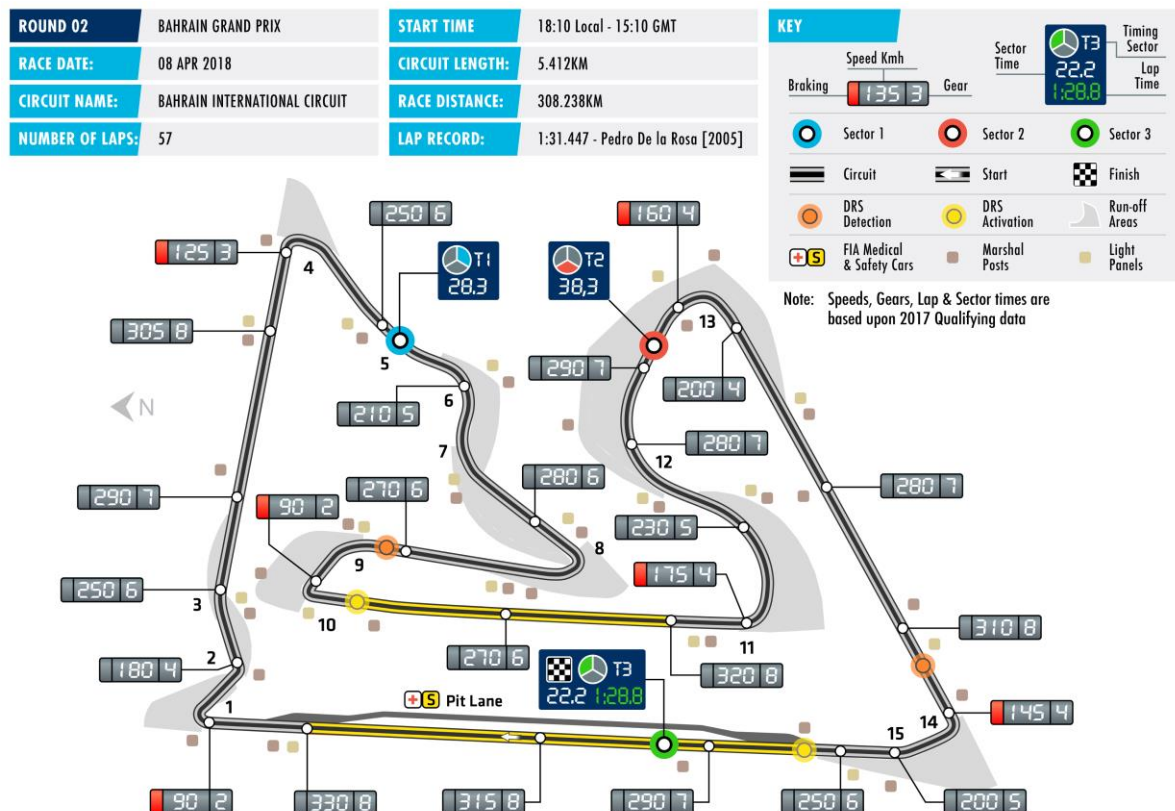 ROUND 02 BAHRAIN GRAND PRIX
RACE DATE: 08 APR 2018
CIRCUIT NAME: BAHRAIN INTERNATIONAL CIRCUIT
NUMBER OF LAPS: 57
START TIME 18:10 Local - 15:10 GMT
CIRCUIT LENGTH: 5.412KM
RACE DISTANCE: 308.238KM
LAP RECORD: 1:31.447 - Pedro De la Rosa [2005]
KEY
Speed Kmh
Braking 135 3 Gear
Sector Time
T3
22.2
1:28.8
Timing Sector
Lap Time
Sector 1
Sector 2
Sector 3
Circuit
Start
Finish
DRS Detection
DRS Activation
Run-off Areas
S FIA Medical & Safety Cars
Marshal Posts
Light Panels
Note: Speeds, Gears, Lap & Sector times are
based upon 2017 Qualifying data
250 6
160 4
125 3
4
T1
28.3
T2
38,3
13
305 8
5
290 7
200 4
N
6
210 5
7
12
280 7
290 7
270 6
280 6
280 7
90 2
230 5
9
8
175 4
250 6
3
10
11
310 8
270 6
320 8
180 4
2
T3
22.2 1:28.8
S Pit Lane
1
14
145 4
15
90 2
330 8
315 8
290 7
250 6
200 5